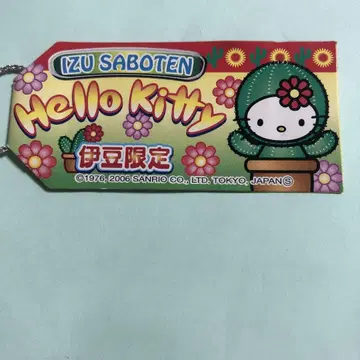 IZU SABOTEN
Hello Kitty
伊豆限定
©1976, 2006 SANRIO CO., LTD. TOKYO, JAPAN Ⓢ